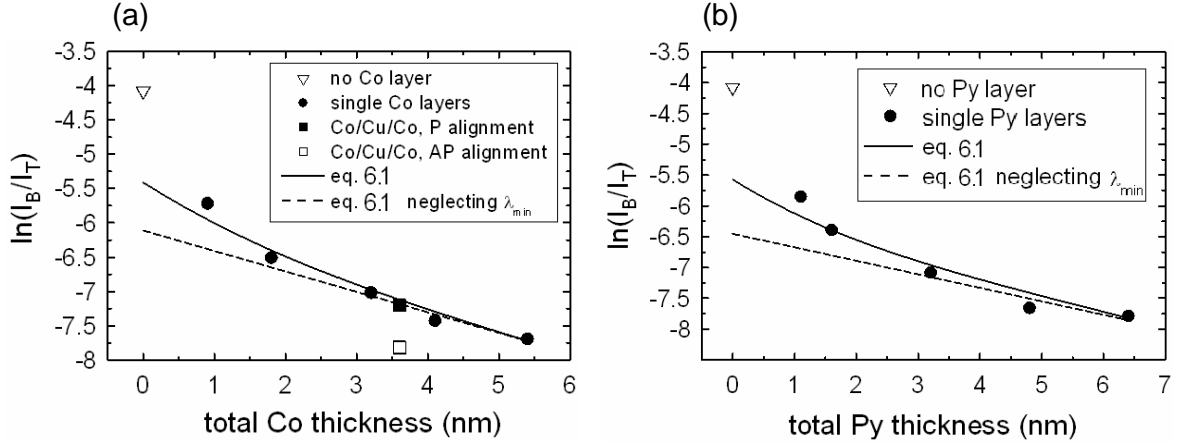 (a)
-3.5
-4
-4.5
-5
-5.5
-6
-6.5
-7
-7.5
-8
ln(I_B/I_T)
no Co layer
single Co layers
Co/Cu/Co, P alignment
Co/Cu/Co, AP alignment
eq. 6.1
eq. 6.1 neglecting λ_min
0 1 2 3 4 5 6
total Co thickness (nm)
(b)
-3.5
-4
-4.5
-5
-5.5
-6
-6.5
-7
-7.5
-8
ln(I_B/I_T)
no Py layer
single Py layers
eq. 6.1
eq. 6.1 neglecting λ_min
0 1 2 3 4 5 6 7
total Py thickness (nm)